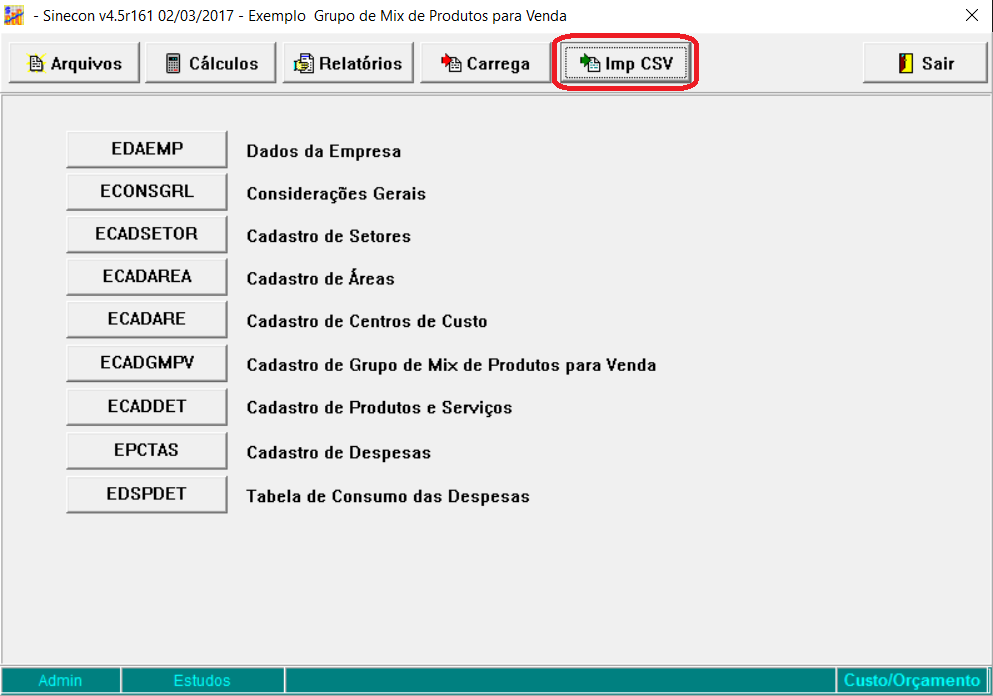 - Sinecon v4.5r161 02/03/2017 - Exemplo  Grupo de Mix de Produtos para Venda
Arquivos Cálculos Relatórios Carrega Imp CSV Sair
EDAEMP Dados da Empresa
ECONSGRL Considerações Gerais
ECADSETOR Cadastro de Setores
ECADAREA Cadastro de Áreas
ECADARE Cadastro de Centros de Custo
ECADGMPV Cadastro de Grupo de Mix de Produtos para Venda
ECADDET Cadastro de Produtos e Serviços
EPCTAS Cadastro de Despesas
EDSPDET Tabela de Consumo das Despesas
Admin Estudos Custo/Orçamento